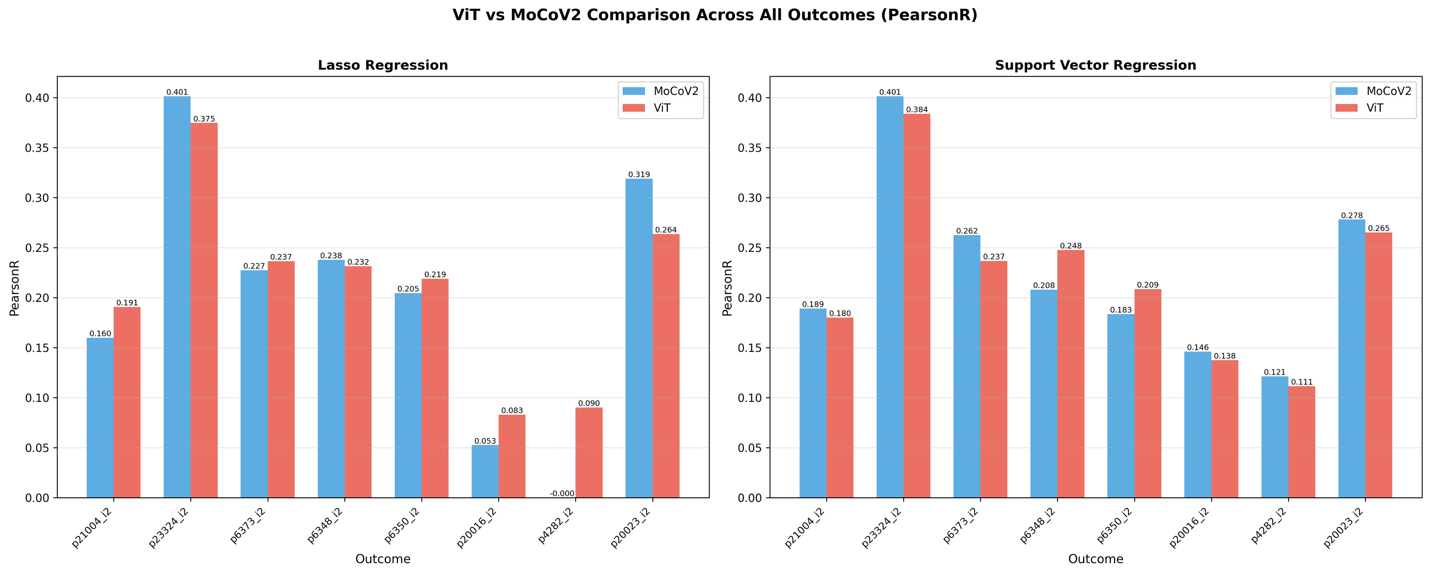 ViT vs MoCoV2 Comparison Across All Outcomes (PearsonR)
Lasso Regression
MoCoV2
ViT
PearsonR
0.40
0.35
0.30
0.25
0.20
0.15
0.10
0.05
0.00
0.160
0.191
0.401
0.375
0.227
0.237
0.238
0.232
0.205
0.219
0.053
0.083
-0.000
0.090
0.319
0.264
p21004_i2
p23324_i2
p6373_i2
p6348_i2
p6350_i2
p20016_i2
p4282_i2
p20023_i2
Outcome
Support Vector Regression
MoCoV2
ViT
PearsonR
0.40
0.35
0.30
0.25
0.20
0.15
0.10
0.05
0.00
0.189
0.180
0.401
0.384
0.262
0.237
0.208
0.248
0.183
0.209
0.146
0.138
0.121
0.111
0.278
0.265
p21004_i2
p23324_i2
p6373_i2
p6348_i2
p6350_i2
p20016_i2
p4282_i2
p20023_i2
Outcome